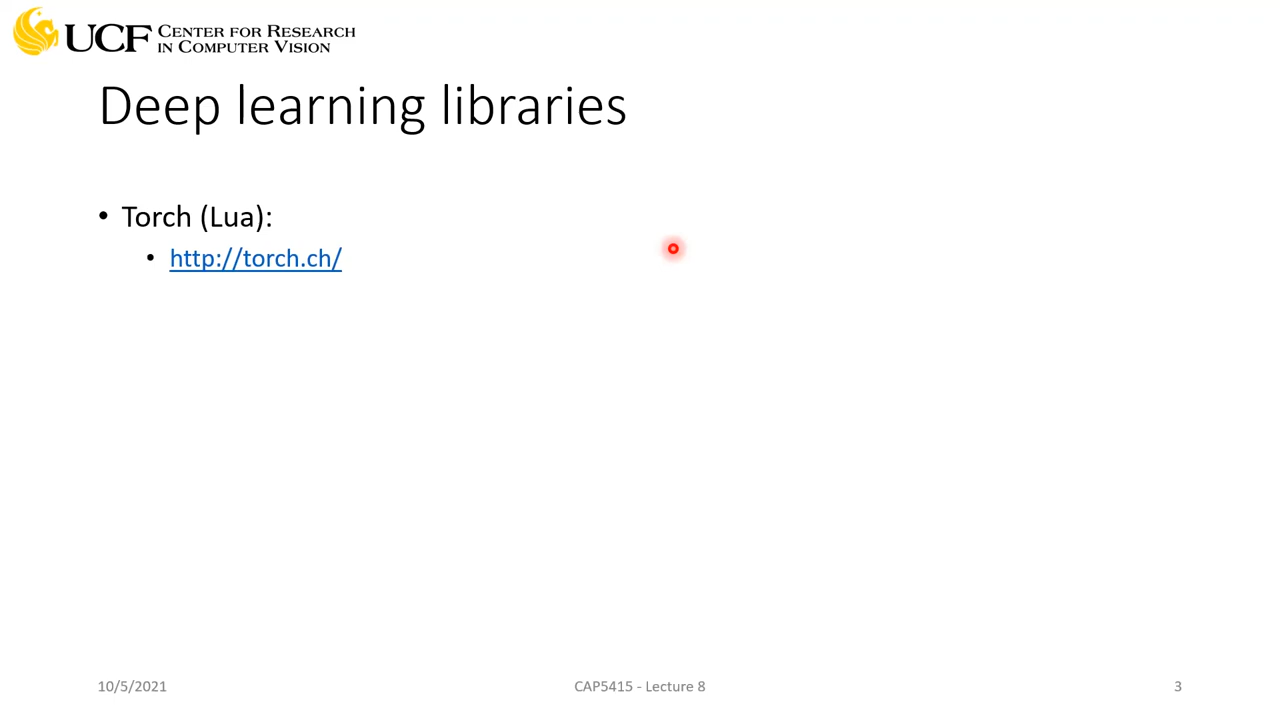 UCF CENTER FOR RESEARCH
IN COMPUTER VISION
Deep learning libraries
• Torch (Lua):
• http://torch.ch/
10/5/2021
CAP5415 - Lecture 8
3